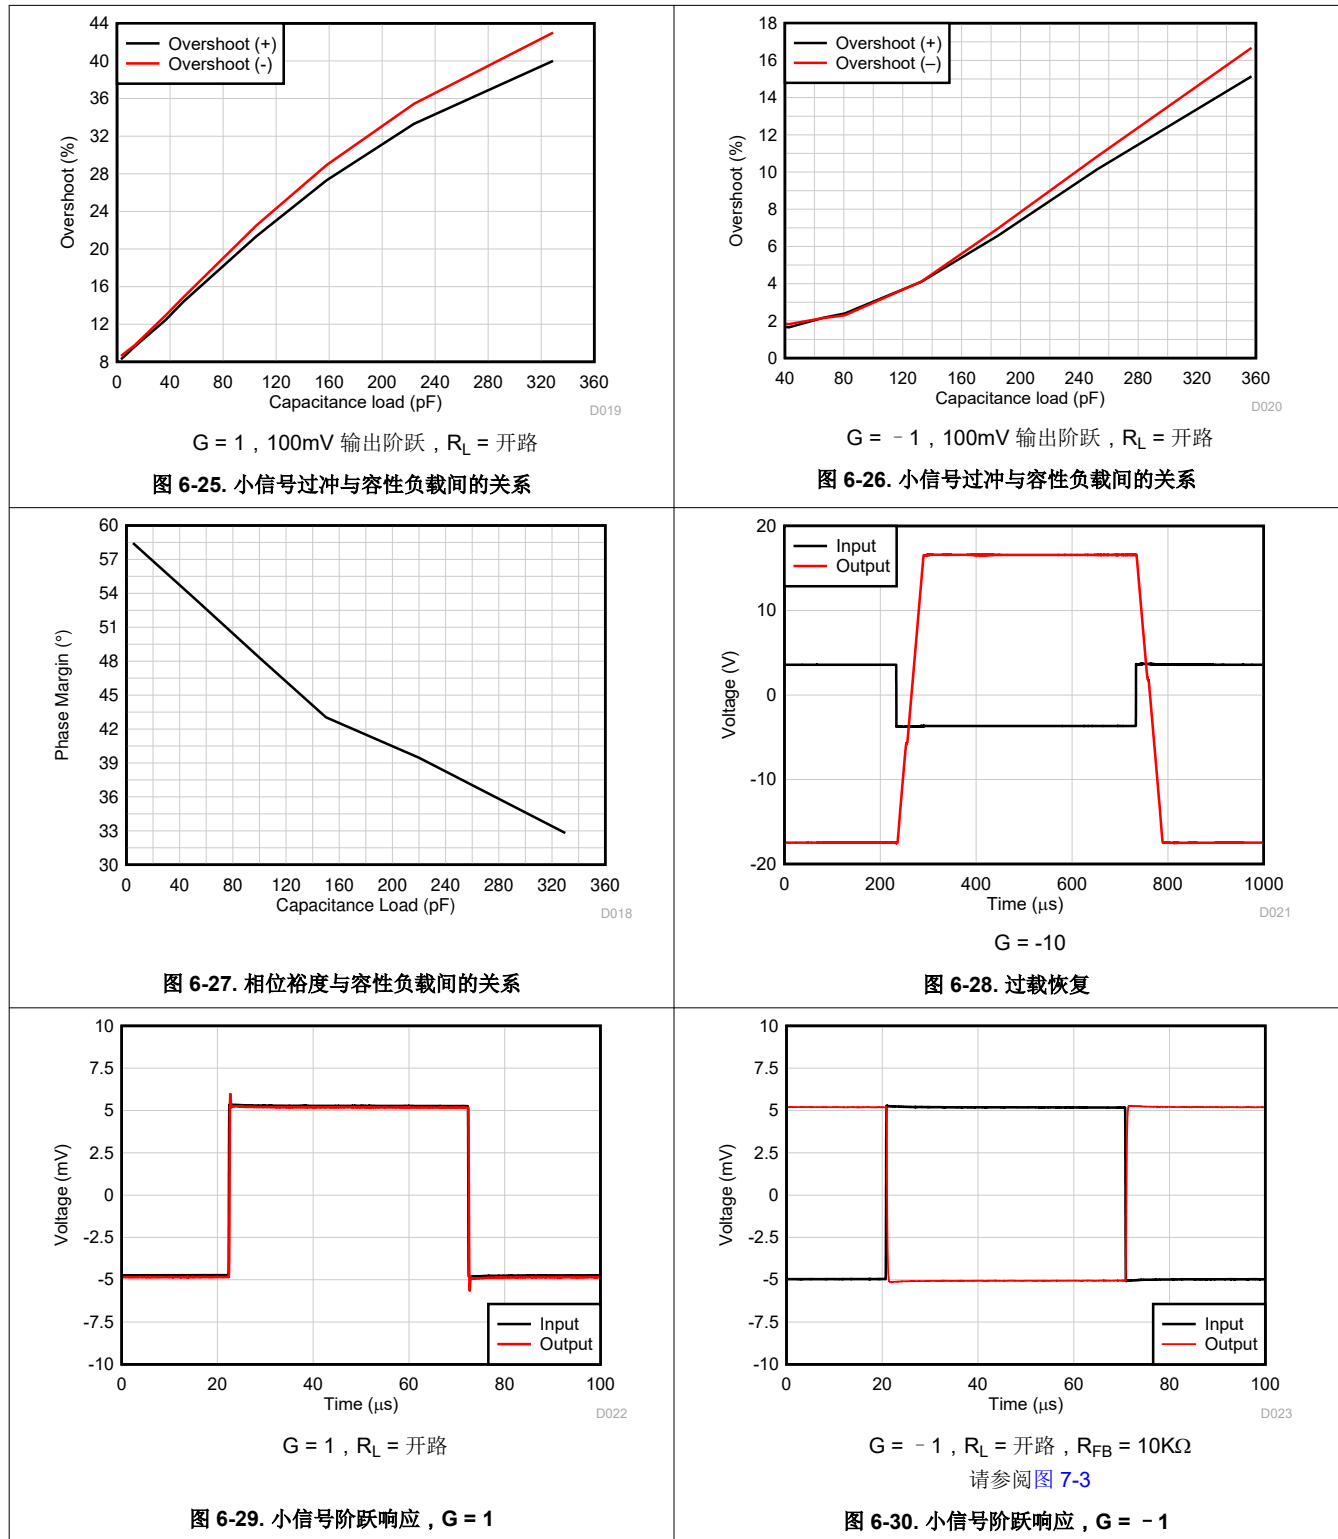 44
40
36
32
28
24
20
16
12
8
Overshoot (%)
Overshoot (+)
Overshoot (-)
0 40 80 120 160 200 240 280 320 360
Capacitance load (pF)
D019
G = 1，100mV 输出阶跃，RL = 开路
图 6-25. 小信号过冲与容性负载间的关系
18
16
14
12
10
8
6
4
2
0
Overshoot (%)
Overshoot (+)
Overshoot (–)
40 80 120 160 200 240 280 320 360
Capacitance load (pF)
D020
G = －1，100mV 输出阶跃，RL = 开路
图 6-26. 小信号过冲与容性负载间的关系
60
57
54
51
48
45
42
39
36
33
30
Phase Margin (°)
0 40 80 120 160 200 240 280 320 360
Capacitance Load (pF)
D018
图 6-27. 相位裕度与容性负载间的关系
20
10
0
-10
-20
Voltage (V)
Input
Output
0 200 400 600 800 1000
Time (μs)
D021
G = -10
图 6-28. 过载恢复
10
7.5
5
2.5
0
-2.5
-5
-7.5
-10
Voltage (mV)
Input
Output
0 20 40 60 80 100
Time (μs)
D022
G = 1，RL = 开路
图 6-29. 小信号阶跃响应，G = 1
10
7.5
5
2.5
0
-2.5
-5
-7.5
-10
Voltage (mV)
Input
Output
0 20 40 60 80 100
Time (μs)
D023
G = －1，RL = 开路，RFB = 10KΩ
请参阅图 7-3
图 6-30. 小信号阶跃响应，G = －1